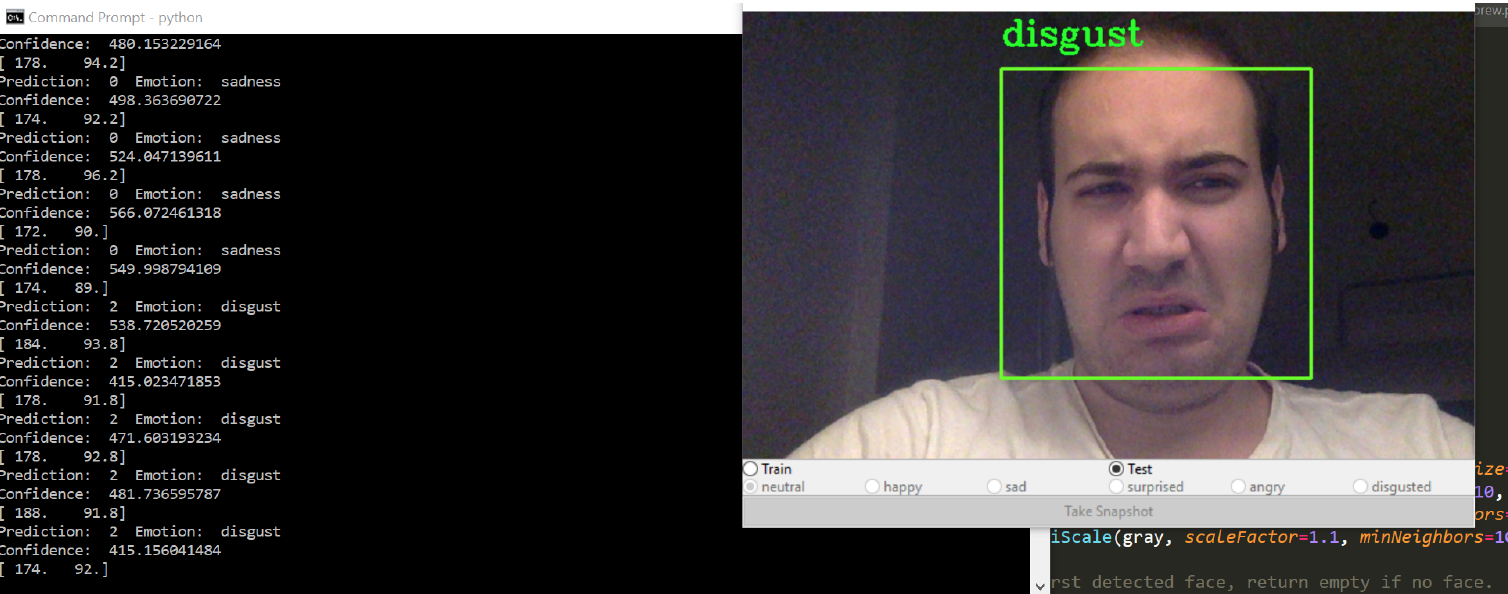 Command Prompt - python
Confidence:  480.153229164
[ 178.    94.2]
Prediction:  0  Emotion:  sadness
Confidence:  498.363690722
[ 174.    92.2]
Prediction:  0  Emotion:  sadness
Confidence:  524.047139611
[ 178.    96.2]
Prediction:  0  Emotion:  sadness
Confidence:  566.072461318
[ 172.   90.]
Prediction:  0  Emotion:  sadness
Confidence:  549.998794109
[ 174.   89.]
Prediction:  2  Emotion:  disgust
Confidence:  538.720520259
[ 184.    93.8]
Prediction:  2  Emotion:  disgust
Confidence:  415.023471853
[ 178.    91.8]
Prediction:  2  Emotion:  disgust
Confidence:  471.603193234
[ 178.    92.8]
Prediction:  2  Emotion:  disgust
Confidence:  481.736595787
[ 188.    91.8]
Prediction:  2  Emotion:  disgust
Confidence:  415.156041484
[ 174.   92.]
disgust
Train Test
neutral happy sad surprised angry disgusted
Take Snapshot
ize=
10,
ors=
iScale(gray, scaleFactor=1.1, minNeighbors=10
rst detected face, return empty if no face.